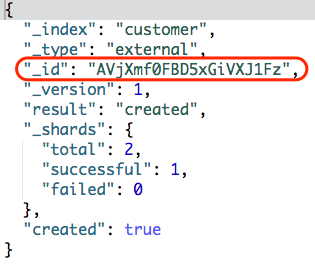 {
"_index": "customer",
"_type": "external",
"_id": "AVjXmf0FBD5xGiVXJ1Fz",
"_version": 1,
"result": "created",
"_shards": {
"total": 2,
"successful": 1,
"failed": 0
},
"created": true
}